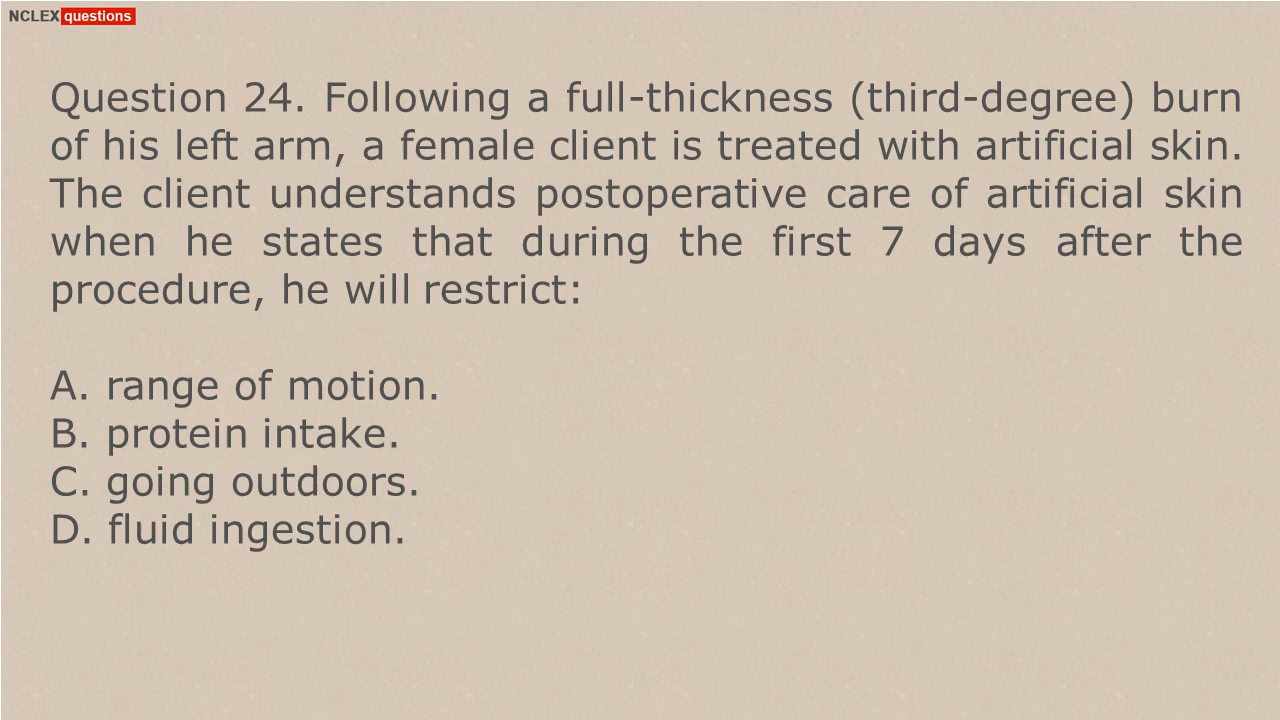 NCLEX questions
Question 24. Following a full-thickness (third-degree) burn
of his left arm, a female client is treated with artificial skin.
The client understands postoperative care of artificial skin
when he states that during the first 7 days after the
procedure, he will restrict:
A. range of motion.
B. protein intake.
C. going outdoors.
D. fluid ingestion.